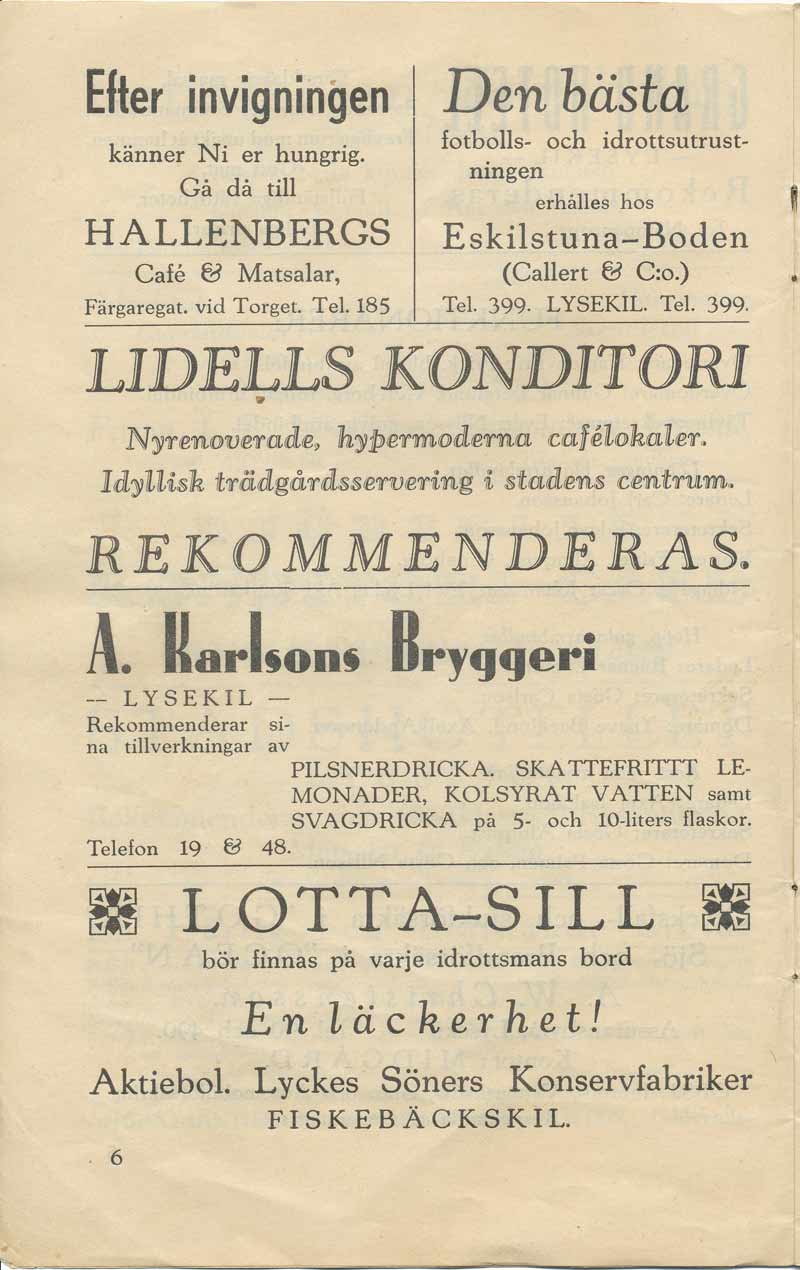 Efter invigningen
känner Ni er hungrig.
Gå då till
HALLENBERGS
Café & Matsalar,
Färgaregat. vid Torget. Tel. 185
Den bästa
fotbolls- och idrottsutrust-
ningen
erhålles hos
Eskilstuna-Boden
(Callert & C:o.)
Tel. 399. LYSEKIL. Tel. 399.
LIDELLS KONDITORI
Nyrenoverade, hypermoderna cafélokaler.
Idyllisk trädgårdsservering i stadens centrum.
REKOMMENDERAS.
A. Karlsons Bryggeri
— LYSEKIL —
Rekommenderar si-
na tillverkningar av
PILSNERDRICKA. SKATTEFRITTT LE-
MONADER, KOLSYRAT VATTEN samt
SVAGDRICKA på 5- och 10-liters flaskor.
Telefon 19 & 48.
LOTTA-SILL
bör finnas på varje idrottsmans bord
En läckerhet!
Aktiebol. Lyckes Söners Konservfabriker
FISKEBÄCKSKIL.
6